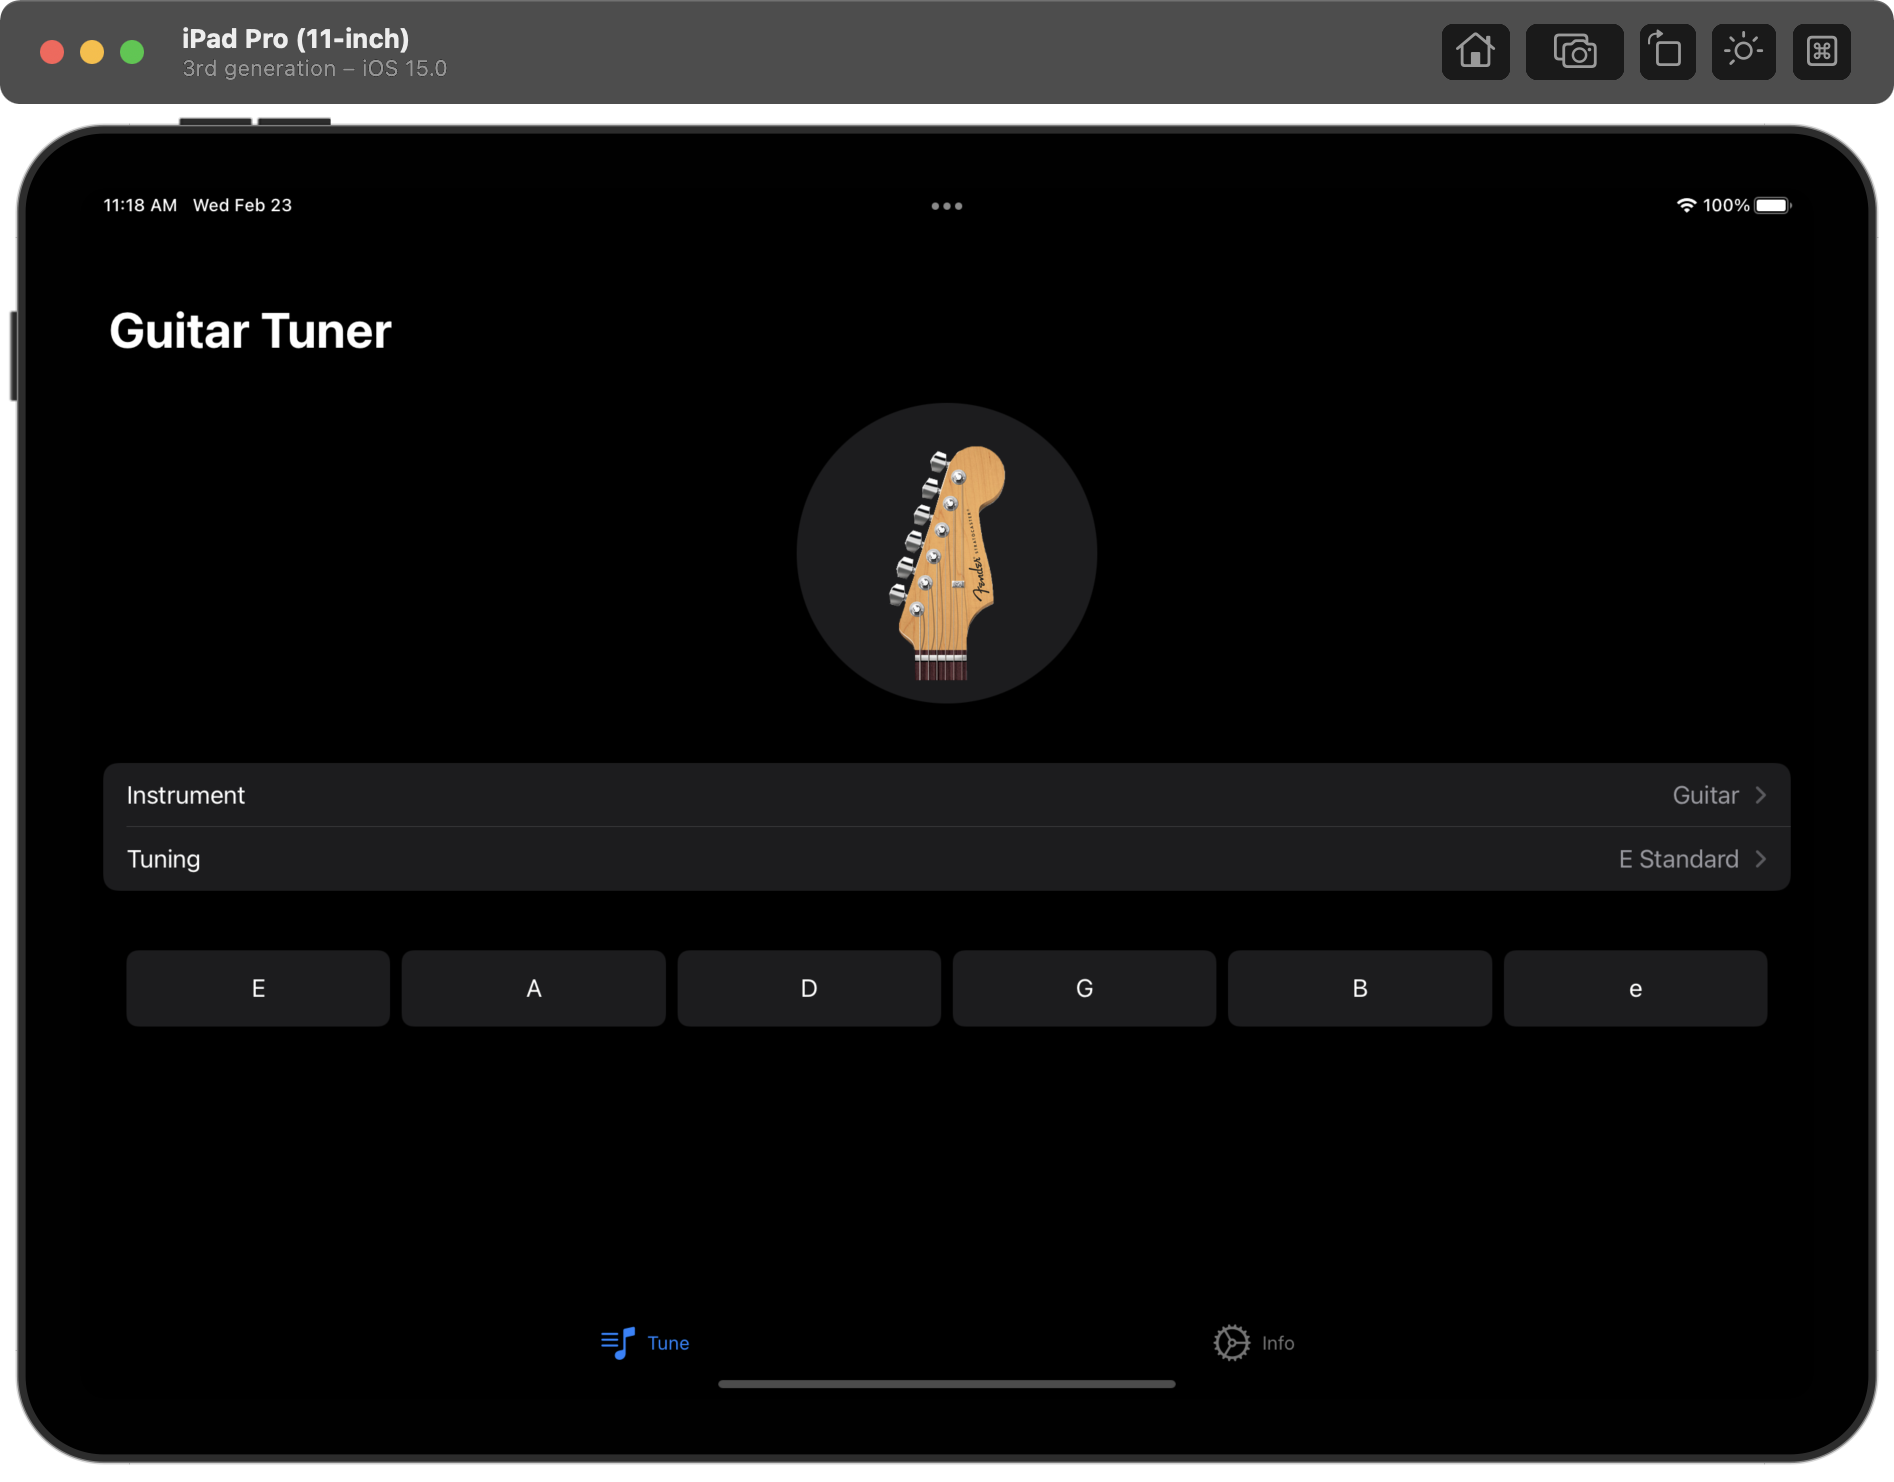 iPad Pro (11-inch)
3rd generation – iOS 15.0
11:18 AM Wed Feb 23
100%
Guitar Tuner
Fender STRATOCASTER
Instrument Guitar
Tuning E Standard
E A D G B e
Tune Info